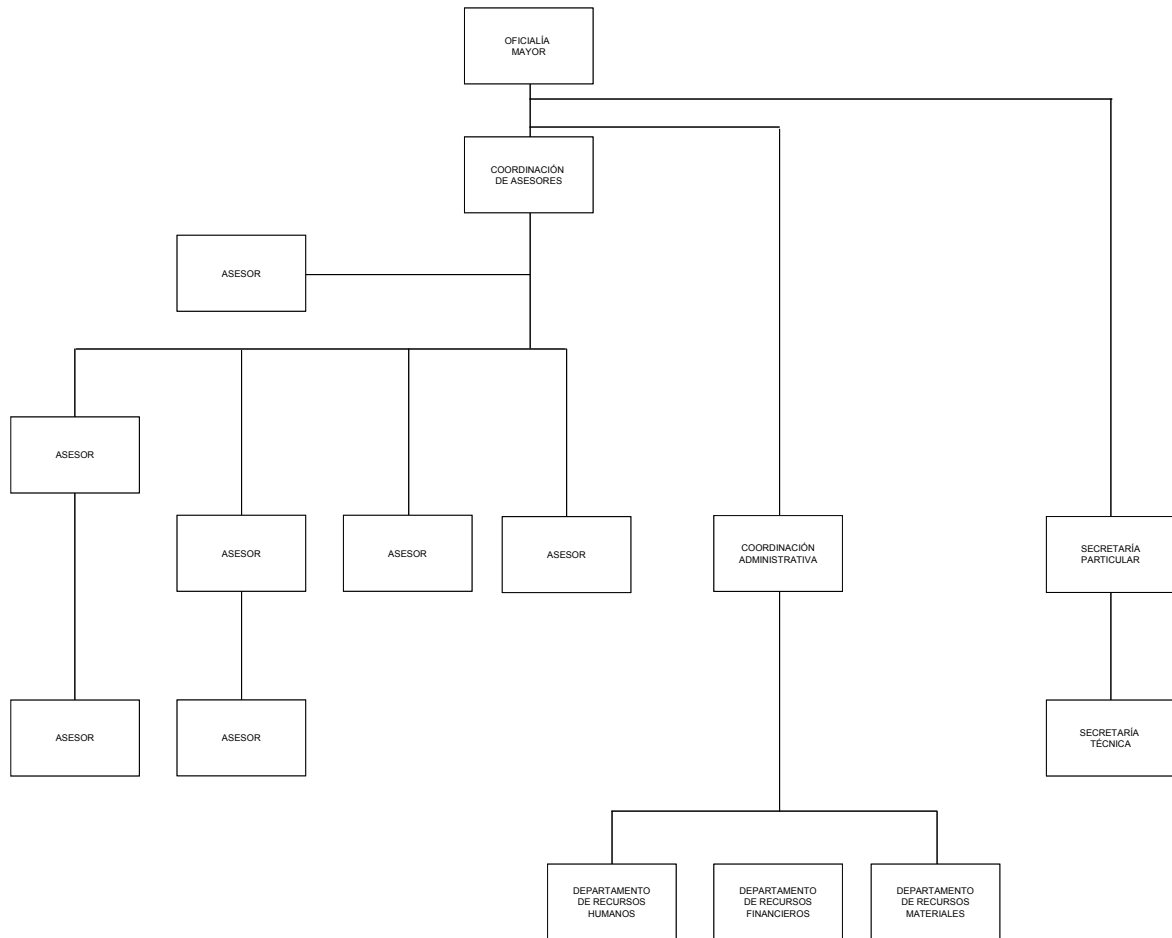 OFICIALÍA
MAYOR
COORDINACIÓN
DE ASESORES
ASESOR
ASESOR
ASESOR
ASESOR
ASESOR
COORDINACIÓN
ADMINISTRATIVA
SECRETARÍA
PARTICULAR
ASESOR
ASESOR
SECRETARÍA
TÉCNICA
DEPARTAMENTO
DE RECURSOS
HUMANOS
DEPARTAMENTO
DE RECURSOS
FINANCIEROS
DEPARTAMENTO
DE RECURSOS
MATERIALES